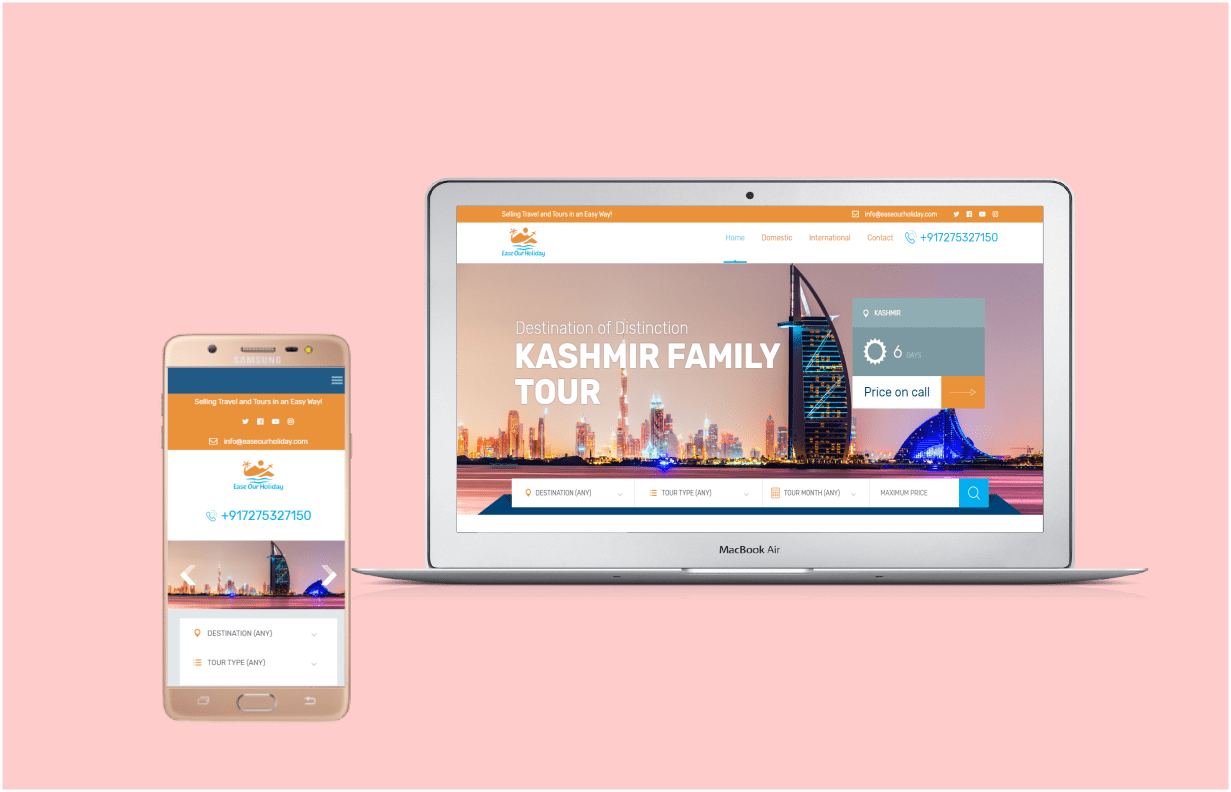 Selling Travel and Tours in an Easy Way!
info@easeourholiday.com
Ease Our Holiday
Home
Domestic
International
Contact
+917275327150
Destination of Distinction
KASHMIR FAMILY
TOUR
KASHMIR
6 DAYS
Price on call
DESTINATION (ANY)
TOUR TYPE (ANY)
TOUR MONTH (ANY)
MAXIMUM PRICE
MacBook Air
SAMSUNG
Selling Travel and Tours in an Easy Way!
info@easeourholiday.com
Ease Our Holiday
+917275327150
DESTINATION (ANY)
TOUR TYPE (ANY)